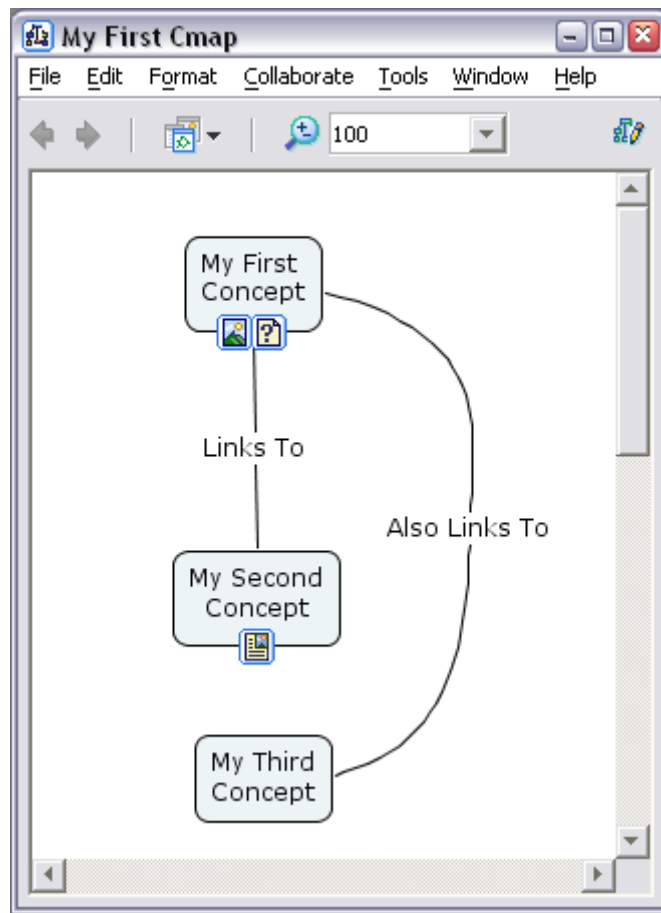 My First Cmap
File Edit Format Collaborate Tools Window Help
100
My First
Concept
Links To
Also Links To
My Second
Concept
My Third
Concept